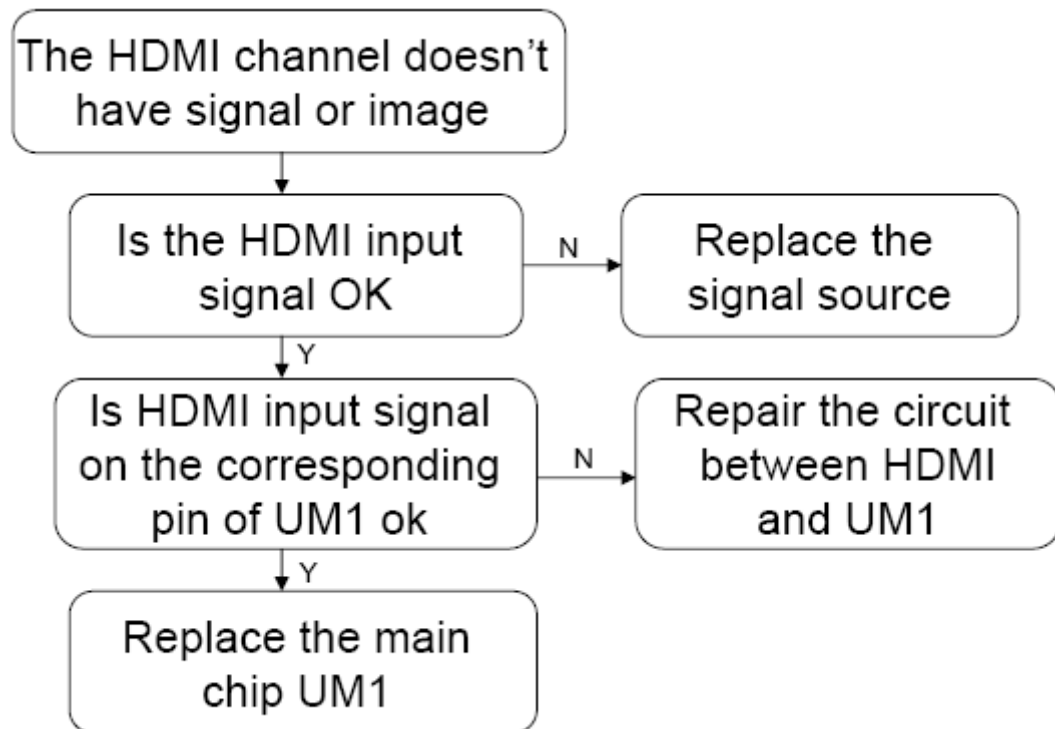 The HDMI channel doesn't
have signal or image
Is the HDMI input
signal OK
N
Replace the
signal source
Y
Is HDMI input signal
on the corresponding
pin of UM1 ok
N
Repair the circuit
between HDMI
and UM1
Y
Replace the main
chip UM1